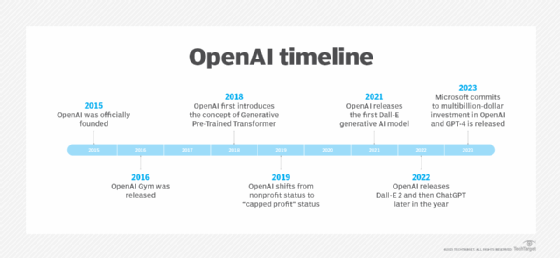 OpenAI timeline
2015
OpenAI was officially
founded
2018
OpenAI first introduces
the concept of Generative
Pre-Trained Transformer
2021
OpenAI releases
the first Dall-E
generative AI model
2023
Microsoft commits
to multibillion-dollar
investment in OpenAI
and GPT-4 is released
2015 2016 2017 2018 2019 2020 2021 2022 2023
2016
OpenAI Gym was
released
2019
OpenAI shifts from
nonprofit status to
"capped profit" status
2022
OpenAI releases
Dall-E 2 and then ChatGPT
later in the year
©2023 TECHTARGET. ALL RIGHTS RESERVED
TechTarget